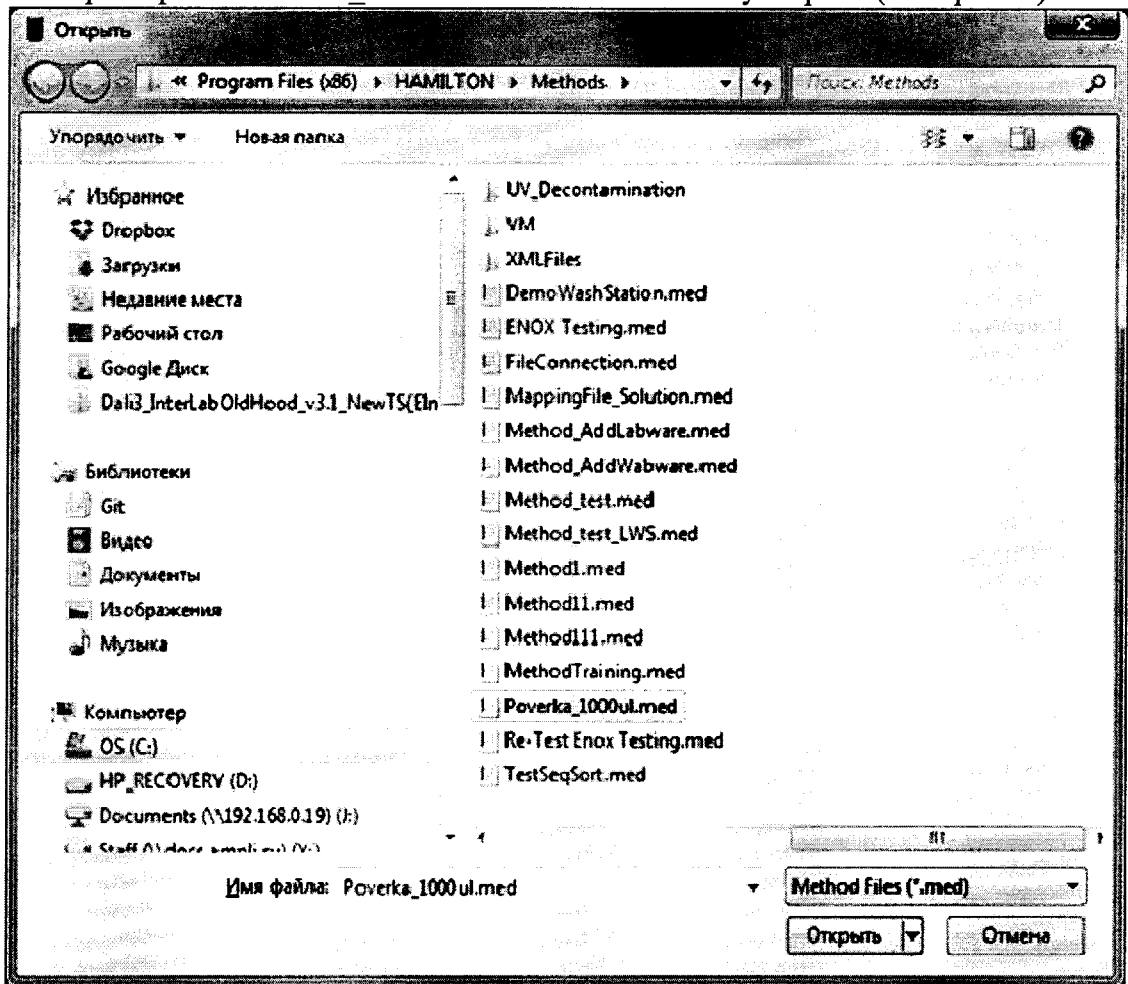 Открыть
« Program Files (x86) ▸ HAMILTON ▸ Methods ▸
Поиск: Methods
Упорядочить ▾
Новая папка
Избранное
Dropbox
Загрузки
Недавние места
Рабочий стол
Google Диск
Dali3_InterLabOldHood_v3.1_NewTS(EIn
Библиотеки
Git
Видео
Документы
Изображения
Музыка
Компьютер
OS (C:)
HP_RECOVERY (D:)
Documents (\\192.168.0.19) (I:)
UV_Decontamination
VM
XMLFiles
DemoWashStation.med
ENOX Testing.med
FileConnection.med
MappingFile_Solution.med
Method_AddLabware.med
Method_AddWabware.med
Method_test.med
Method_test_LWS.med
Method1.med
Method11.med
Method111.med
MethodTraining.med
Poverka_1000ul.med
Re-Test Enox Testing.med
TestSeqSort.med
Имя файла: Poverka_1000ul.med
Method Files (*.med)
Открыть
Отмена